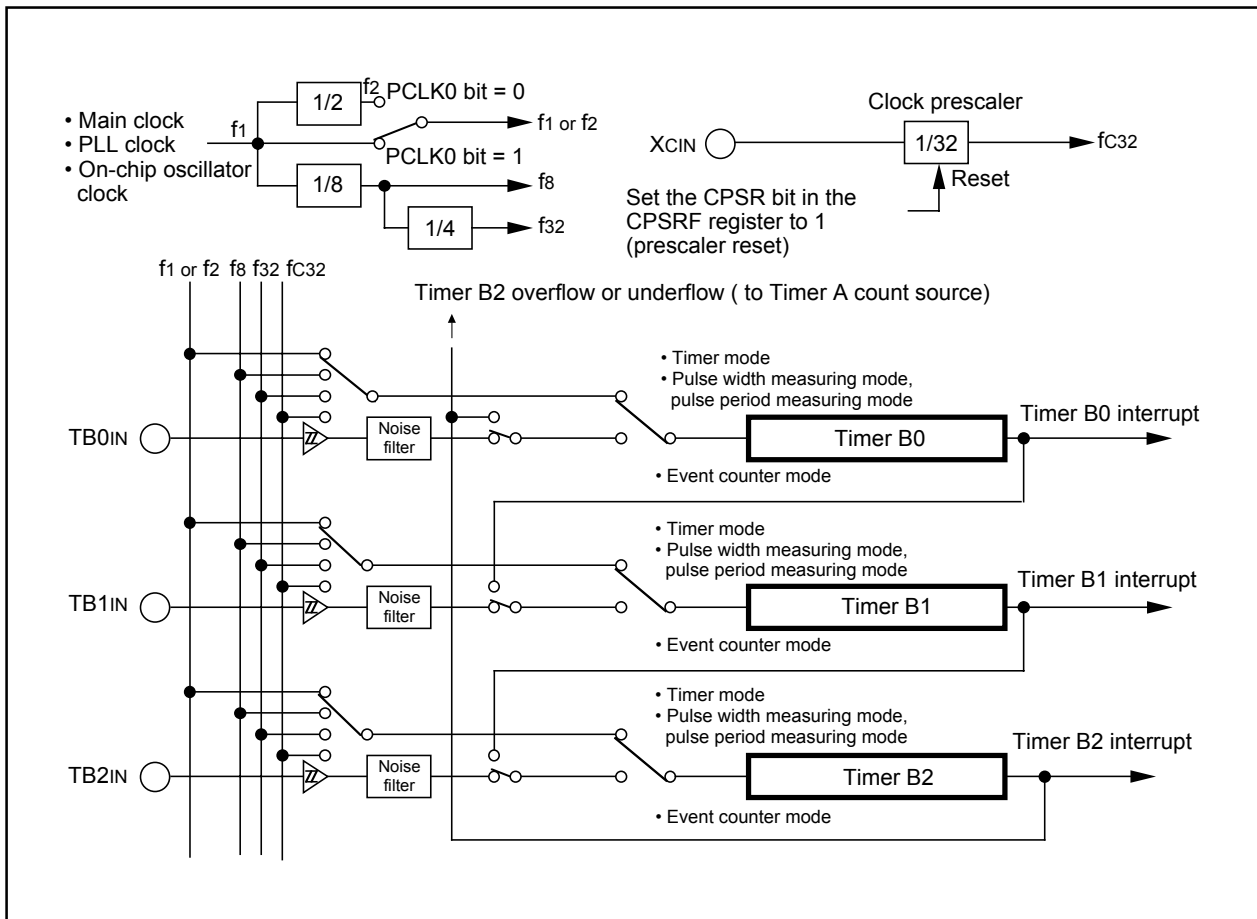 f2 PCLK0 bit = 0
1/2
Clock prescaler
• Main clock
f1
f1 or f2
• PLL clock
XCIN
1/32
fC32
• On-chip oscillator
clock
PCLK0 bit = 1
1/8
f8
Reset
Set the CPSR bit in the
CPSRF register to 1
(prescaler reset)
1/4
f32
f1 or f2 f8 f32 fC32
Timer B2 overflow or underflow ( to Timer A count source)
• Timer mode
• Pulse width measuring mode,
pulse period measuring mode
TB0IN
Noise
filter
Timer B0
Timer B0 interrupt
• Event counter mode
• Timer mode
• Pulse width measuring mode,
pulse period measuring mode
TB1IN
Noise
filter
Timer B1
Timer B1 interrupt
• Event counter mode
• Timer mode
• Pulse width measuring mode,
pulse period measuring mode
TB2IN
Noise
filter
Timer B2
Timer B2 interrupt
• Event counter mode